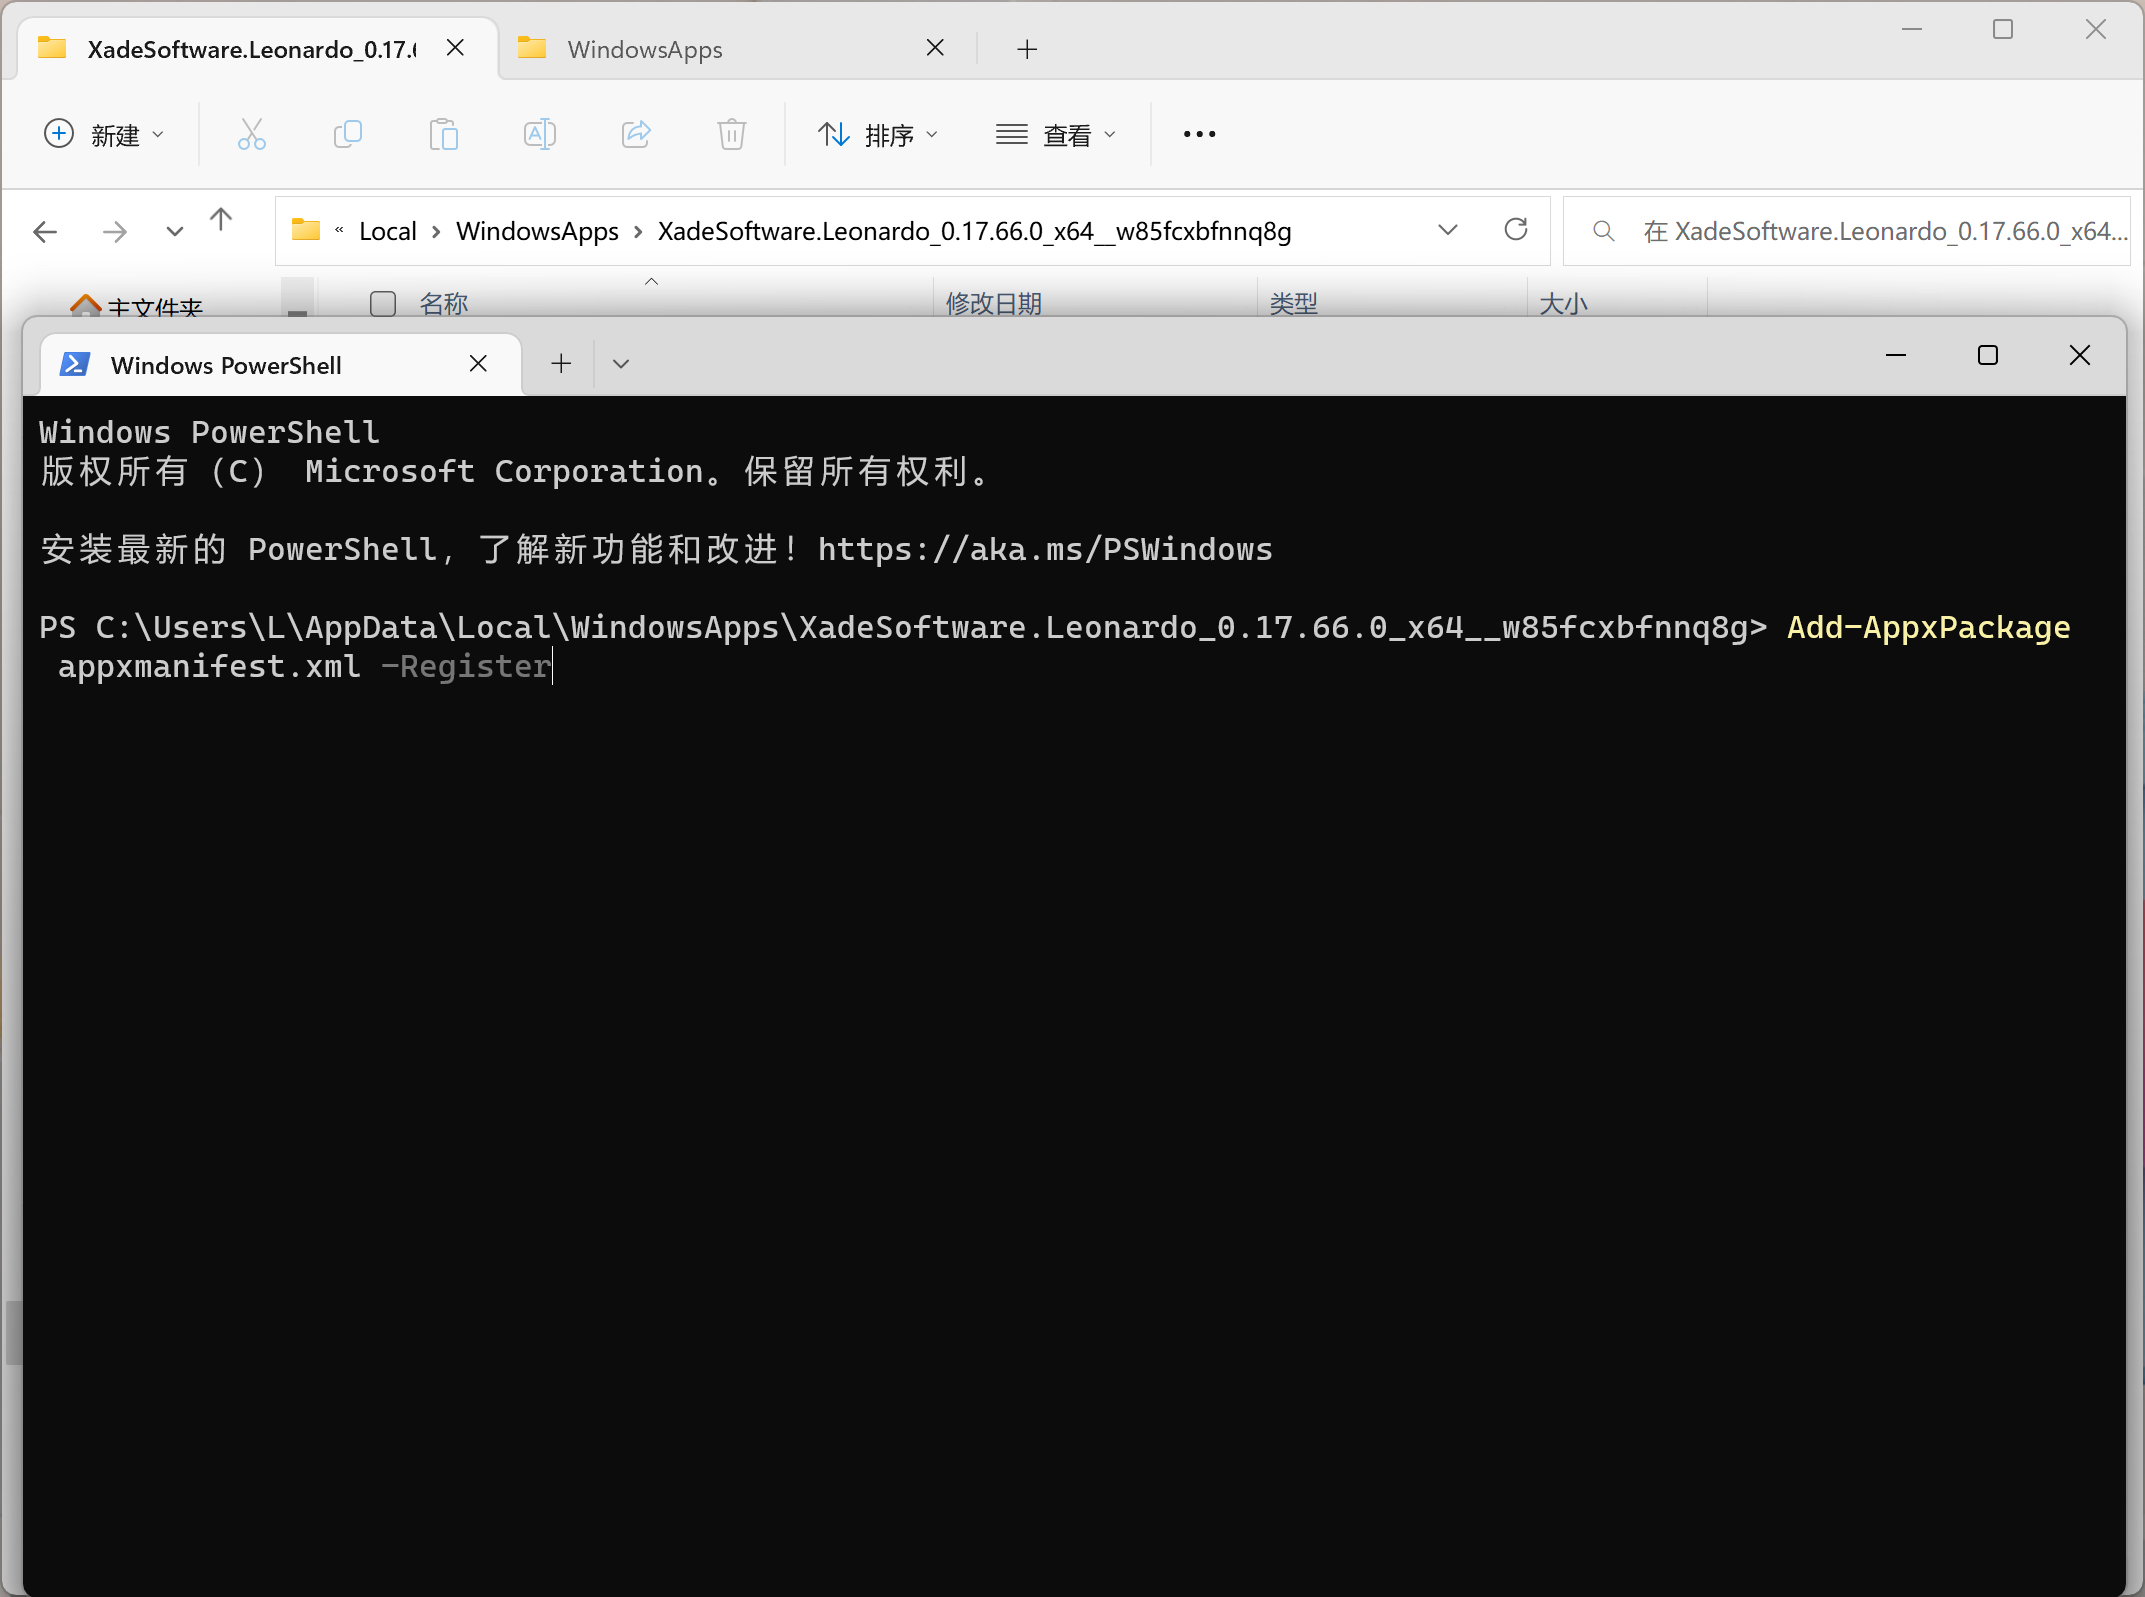 XadeSoftware.Leonardo_0.17.6
WindowsApps
新建
排序
查看
Local › WindowsApps › XadeSoftware.Leonardo_0.17.66.0_x64__w85fcxbfnnq8g
在 XadeSoftware.Leonardo_0.17.66.0_x64...
主文件夹
名称
修改日期
类型
大小
Windows PowerShell
Windows PowerShell
版权所有（C） Microsoft Corporation。保留所有权利。
安装最新的 PowerShell，了解新功能和改进！https://aka.ms/PSWindows
PS C:\Users\L\AppData\Local\WindowsApps\XadeSoftware.Leonardo_0.17.66.0_x64__w85fcxbfnnq8g> Add-AppxPackage
appxmanifest.xml -Register